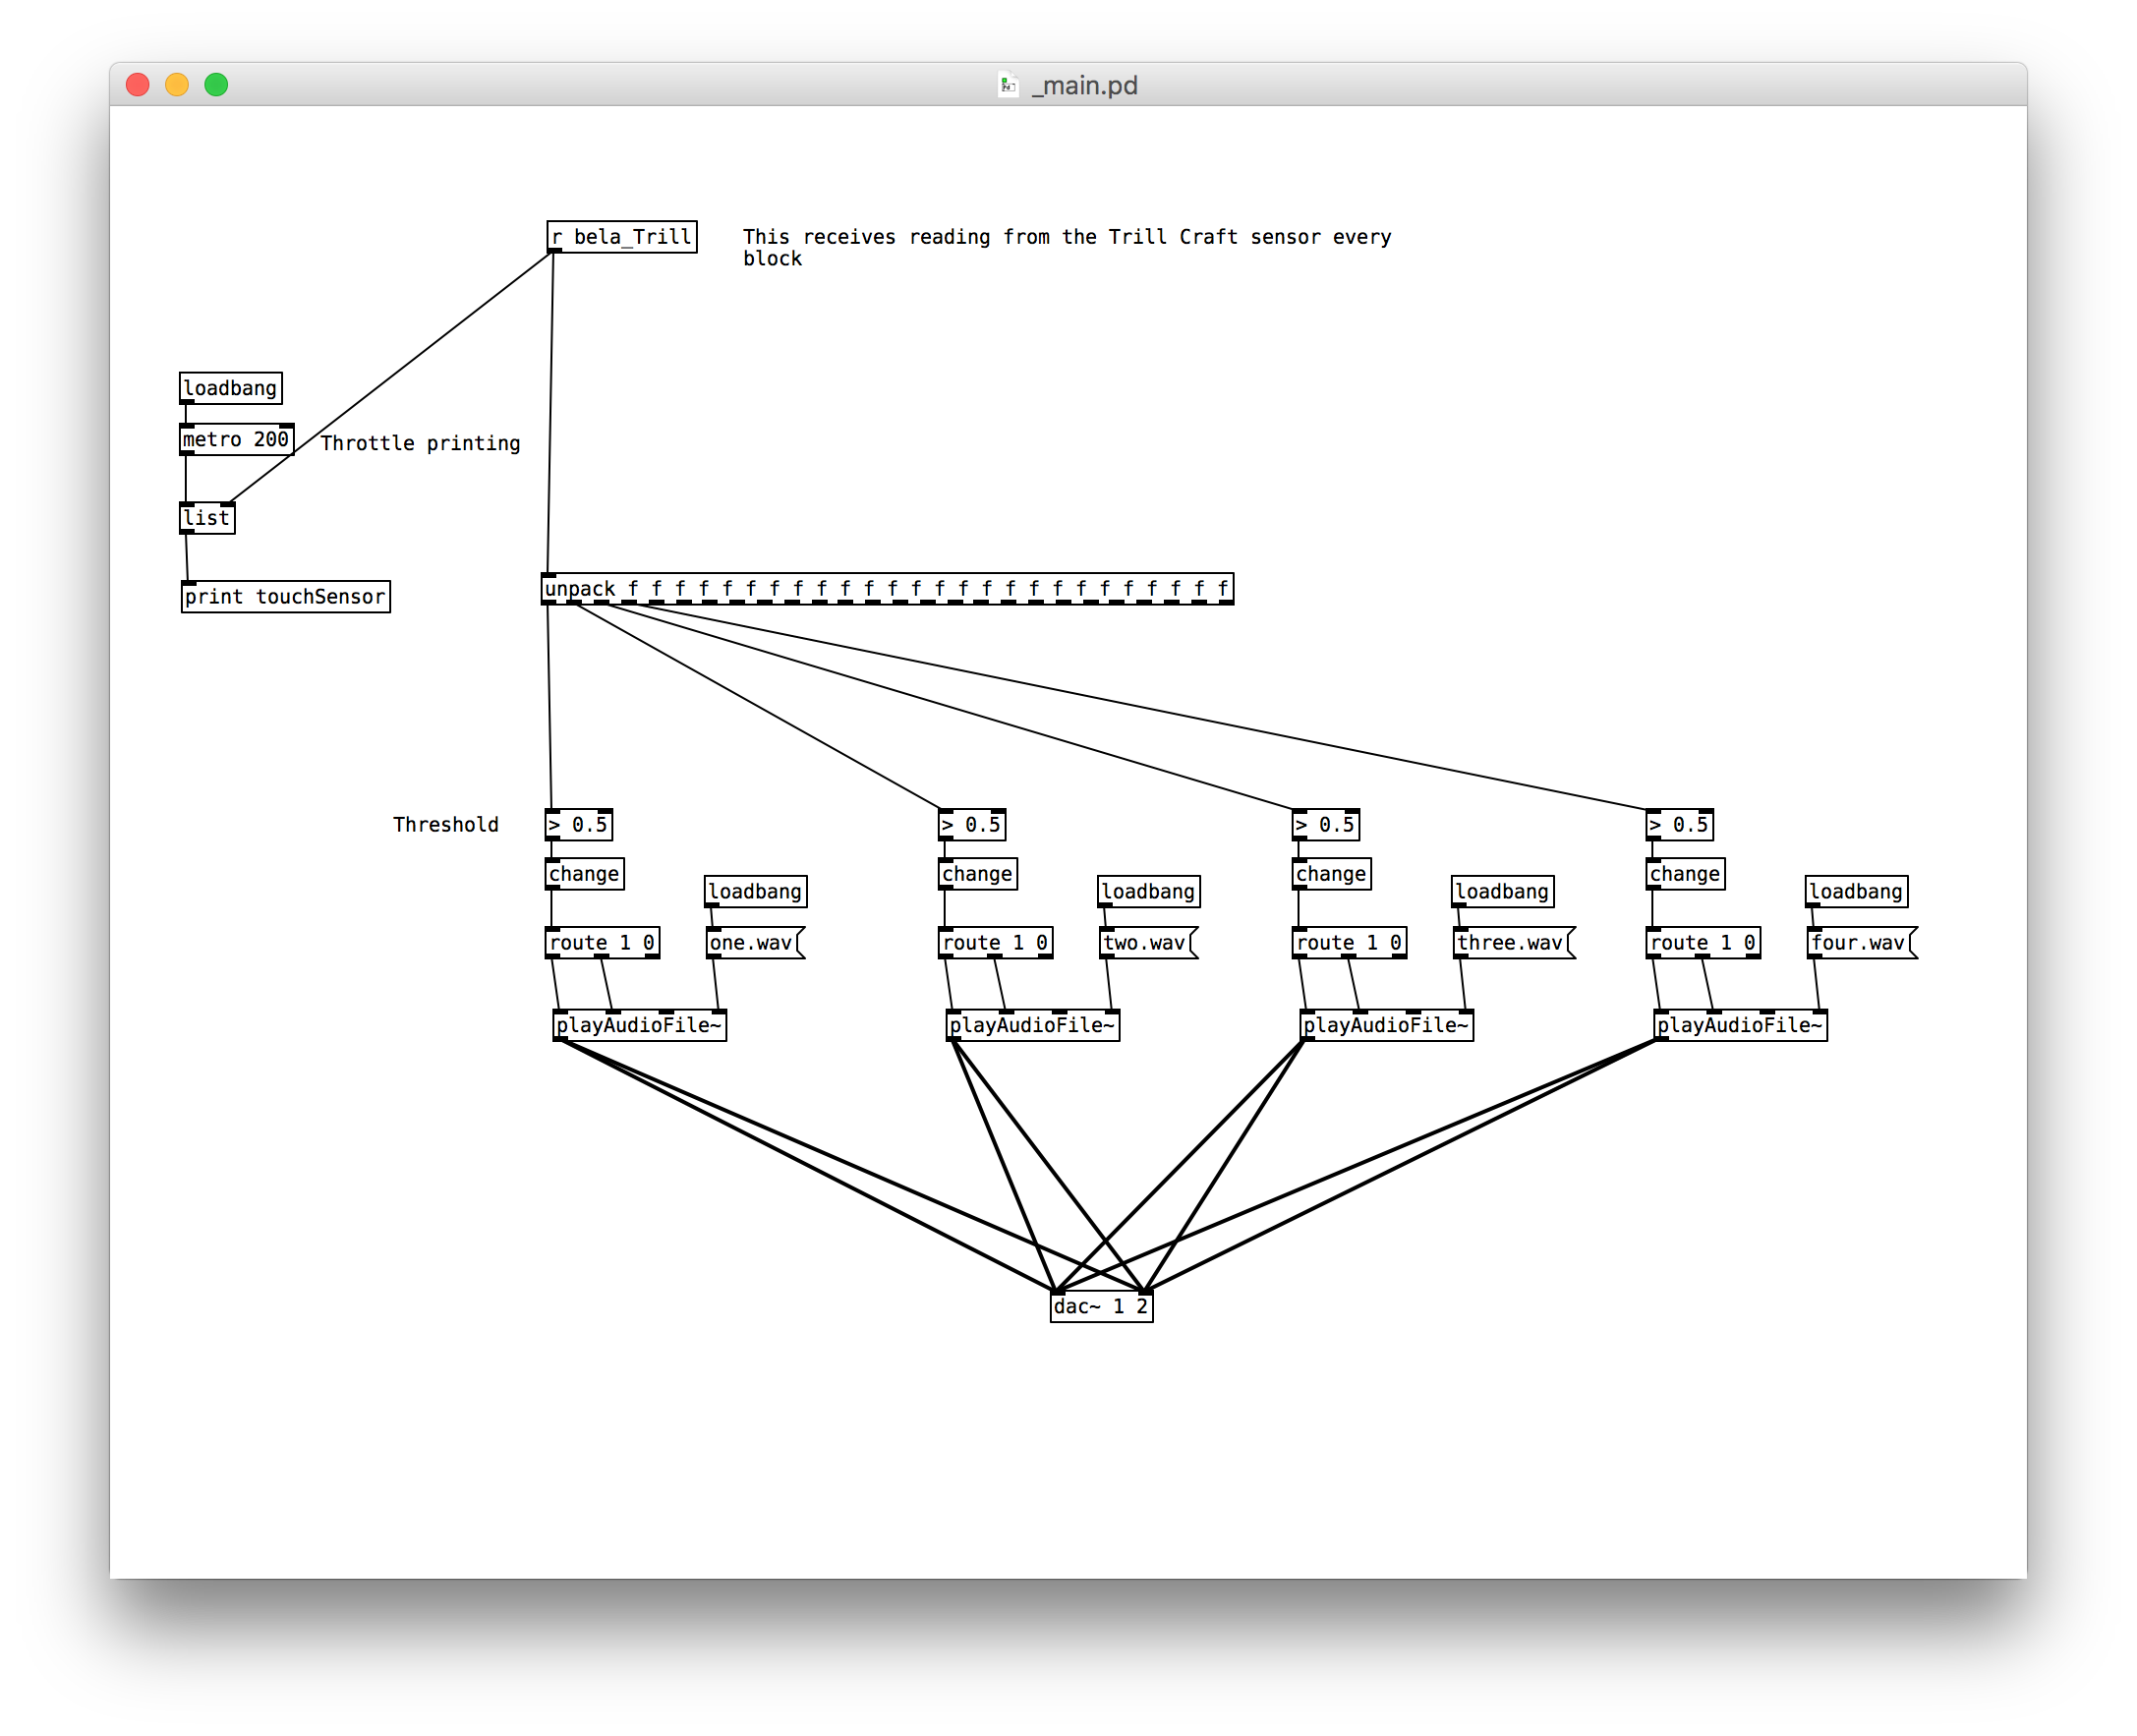 _main.pd
r bela_Trill
This receives reading from the Trill Craft sensor every
block
loadbang
metro 200
Throttle printing
list
print touchSensor
unpack f f f f f f f f f f f f f f f f f f f f f f f f f f
Threshold
> 0.5
> 0.5
> 0.5
> 0.5
change
change
change
change
loadbang
loadbang
loadbang
loadbang
route 1 0
one.wav
route 1 0
two.wav
route 1 0
three.wav
route 1 0
four.wav
playAudioFile~
playAudioFile~
playAudioFile~
playAudioFile~
dac~ 1 2